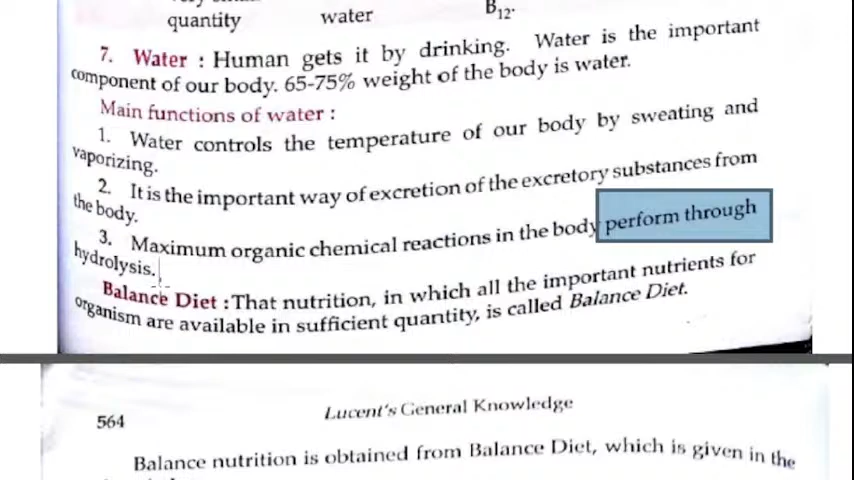 quantity water B12.
7. Water : Human gets it by drinking. Water is the important
component of our body. 65-75% weight of the body is water.
Main functions of water :
1. Water controls the temperature of our body by sweating and
vaporizing.
2. It is the important way of excretion of the excretory substances from
the body.
3. Maximum organic chemical reactions in the body perform through
hydrolysis.
Balance Diet : That nutrition, in which all the important nutrients for
organism are available in sufficient quantity, is called Balance Diet.
564 Lucent's General Knowledge
Balance nutrition is obtained from Balance Diet, which is given in the